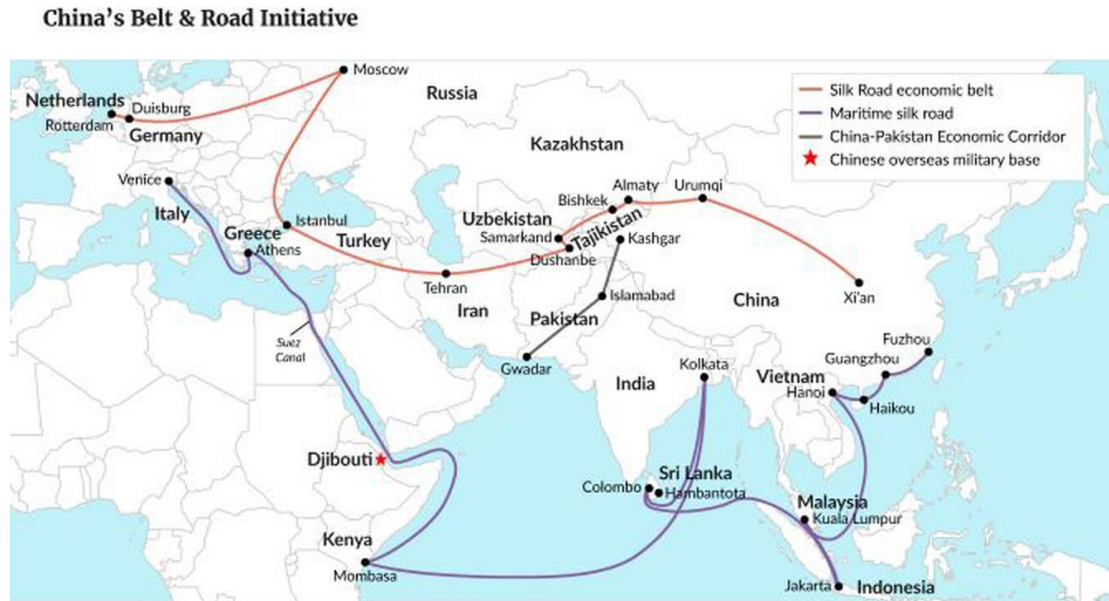 China's Belt & Road Initiative
Silk Road economic belt
Maritime silk road
China-Pakistan Economic Corridor
Chinese overseas military base
Moscow
Russia
Netherlands
Duisburg
Rotterdam
Germany
Kazakhstan
Venice
Almaty
Urumqi
Bishkek
Italy
Uzbekistan
Tajikistan
Istanbul
Greece
Turkey
Samarkand
Kashgar
Athens
Dushanbe
Tehran
Xi'an
Islamabad
China
Iran
Pakistan
Suez
Canal
Fuzhou
Gwadar
Guangzhou
Kolkata
Vietnam
India
Hanoi
Haikou
Djibouti
Sri Lanka
Colombo
Hambantota
Malaysia
Kuala Lumpur
Kenya
Mombasa
Jakarta
Indonesia